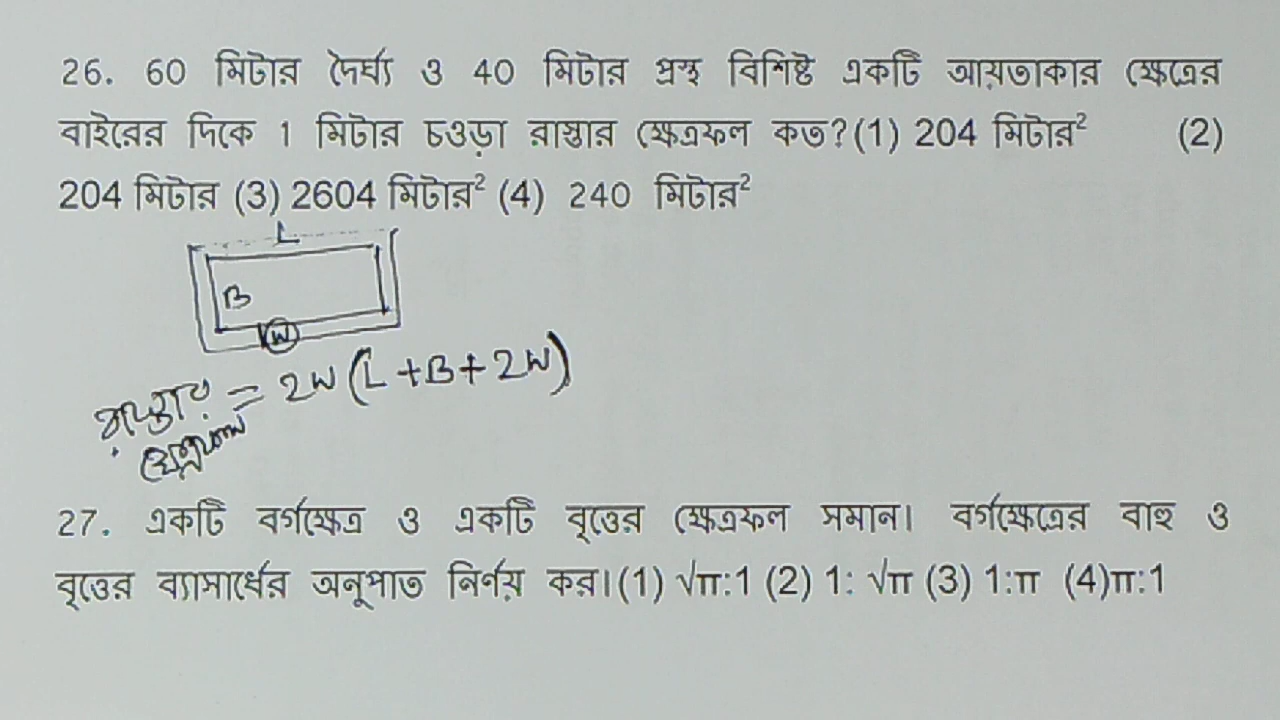 26. 60 মিটার দৈর্ঘ্য ও 40 মিটার প্রস্থ বিশিষ্ট একটি আয়তাকার ক্ষেত্রের
বাইরের দিকে 1 মিটার চওড়া রাস্তার ক্ষেত্রফল কত?(1) 204 মিটার² (2)
204 মিটার (3) 2604 মিটার² (4) 240 মিটার²
L
B
W
রাস্তার = 2W(L+B+2W)
ক্ষেত্রফল
27. একটি বর্গক্ষেত্র ও একটি বৃত্তের ক্ষেত্রফল সমান। বর্গক্ষেত্রের বাহু ও
বৃত্তের ব্যাসার্ধের অনুপাত নির্ণয় কর।(1) √π:1 (2) 1: √π (3) 1:π (4)π:1